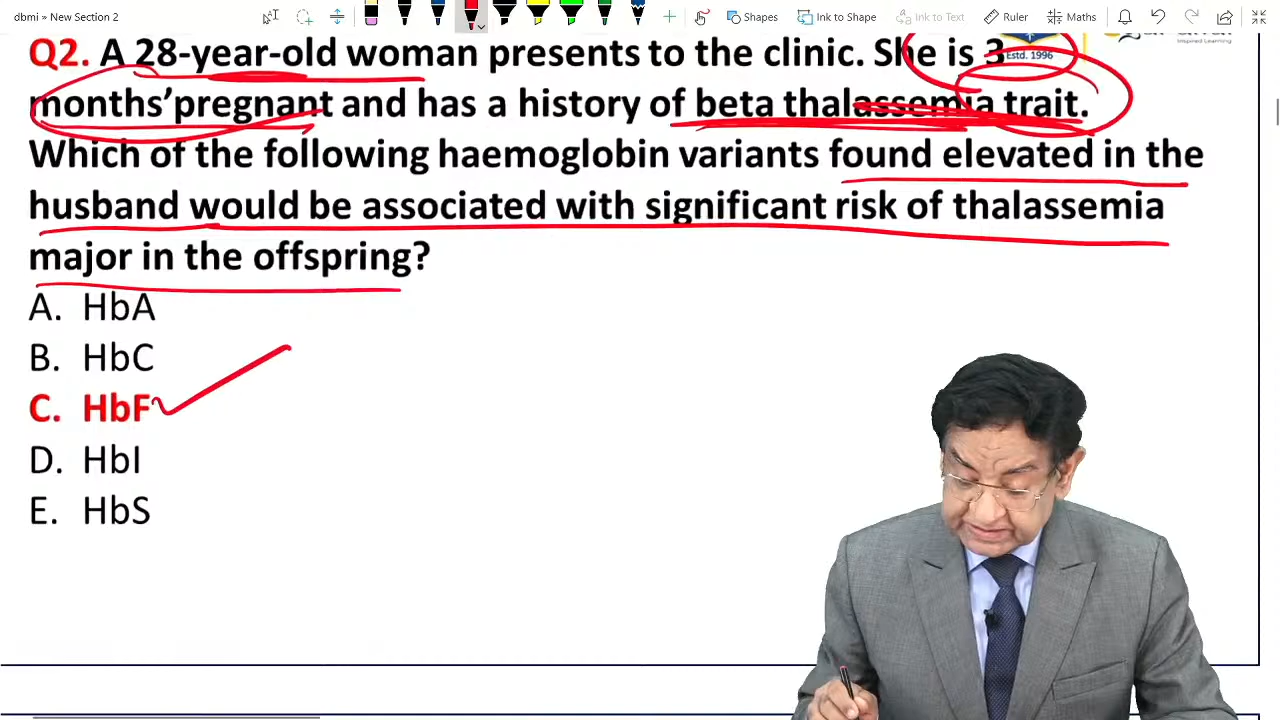 dbmi » New Section 2
Shapes
Ink to Shape
Ink to Text
Ruler
Maths
Q2. A 28-year-old woman presents to the clinic. She is 3
Estd. 1996
Inspired Learning
months’pregnant and has a history of beta thalassemia trait.
Which of the following haemoglobin variants found elevated in the
husband would be associated with significant risk of thalassemia
major in the offspring?
A. HbA
B. HbC
C. HbF
D. HbI
E. HbS